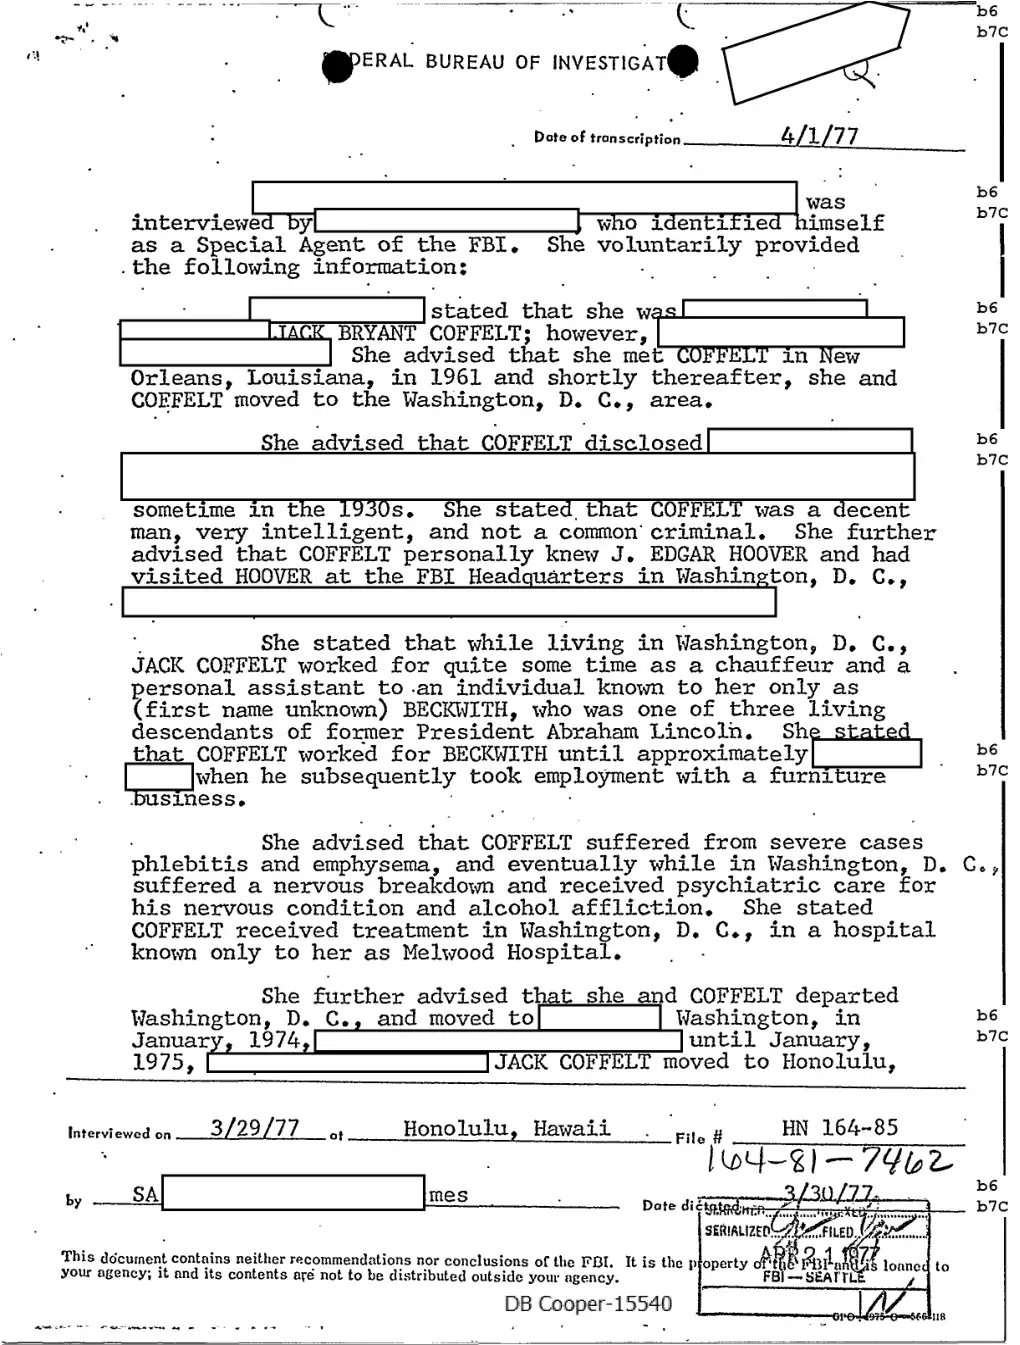 b6
b7C
FEDERAL BUREAU OF INVESTIGAT
Date of transcription 4/1/77
was b6
interviewed by who identified himself b7C
as a Special Agent of the FBI. She voluntarily provided
the following information:
stated that she was b6
JACK BRYANT COFFELT; however, b7C
She advised that she met COFFELT in New
Orleans, Louisiana, in 1961 and shortly thereafter, she and
COFFELT moved to the Washington, D. C., area.
She advised that COFFELT disclosed b6
b7C
sometime in the 1930s. She stated that COFFELT was a decent
man, very intelligent, and not a common criminal. She further
advised that COFFELT personally knew J. EDGAR HOOVER and had
visited HOOVER at the FBI Headquarters in Washington, D. C.,
She stated that while living in Washington, D. C.,
JACK COFFELT worked for quite some time as a chauffeur and a
personal assistant to an individual known to her only as
(first name unknown) BECKWITH, who was one of three living
descendants of former President Abraham Lincoln. She stated
that COFFELT worked for BECKWITH until approximately b6
when he subsequently took employment with a furniture b7C
business.
She advised that COFFELT suffered from severe cases
phlebitis and emphysema, and eventually while in Washington, D. C.,
suffered a nervous breakdown and received psychiatric care for
his nervous condition and alcohol affliction. She stated
COFFELT received treatment in Washington, D. C., in a hospital
known only to her as Melwood Hospital.
She further advised that she and COFFELT departed
Washington, D. C., and moved to Washington, in b6
January, 1974, until January, b7C
1975, JACK COFFELT moved to Honolulu,
Interviewed on 3/29/77 at Honolulu, Hawaii File # HN 164-85
164-81-7462
by SA mes Date dictated 3/30/77 b6
b7C
SERIALIZED FILED
APR 21 1977
FBI — SEATTLE
This document contains neither recommendations nor conclusions of the FBI. It is the property of the FBI and is loaned to
your agency; it and its contents are not to be distributed outside your agency.
DB Cooper-15540